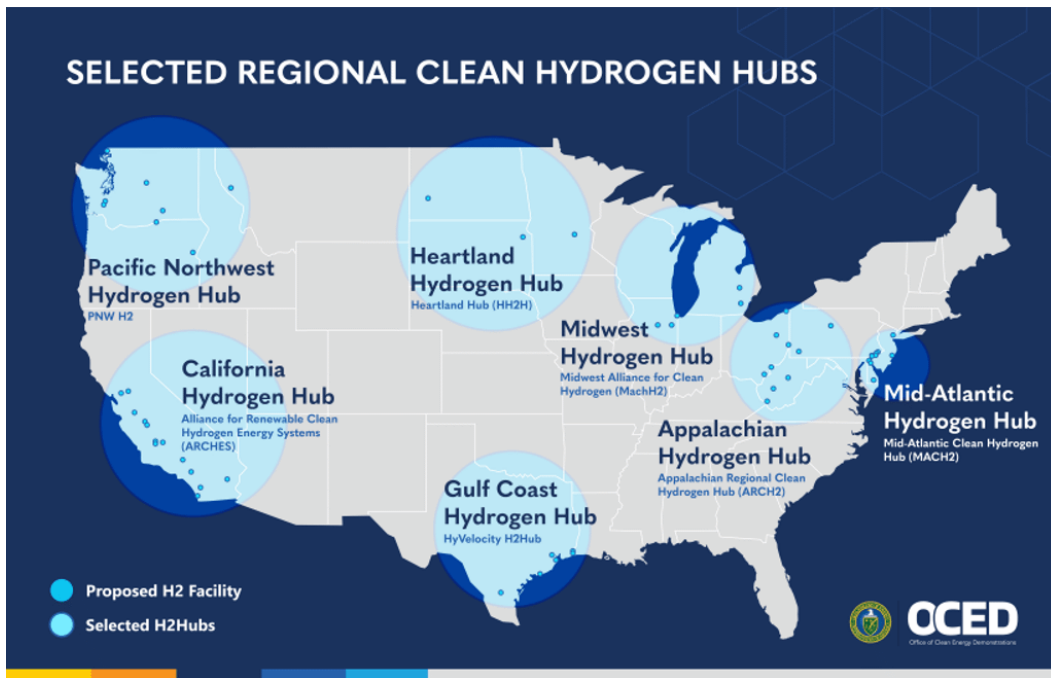 SELECTED REGIONAL CLEAN HYDROGEN HUBS
Pacific Northwest
Hydrogen Hub
PNW H2
Heartland
Hydrogen Hub
Heartland Hub (HH2H)
Midwest
Hydrogen Hub
Midwest Alliance for Clean
Hydrogen (MachH2)
California
Hydrogen Hub
Alliance for Renewable Clean
Hydrogen Energy Systems
(ARCHES)
Mid-Atlantic
Hydrogen Hub
Mid-Atlantic Clean Hydrogen
Hub (MACH2)
Appalachian
Hydrogen Hub
Appalachian Regional Clean
Hydrogen Hub (ARCH2)
Gulf Coast
Hydrogen Hub
HyVelocity H2Hub
Proposed H2 Facility
Selected H2Hubs
OCED
Office of Clean Energy Demonstrations